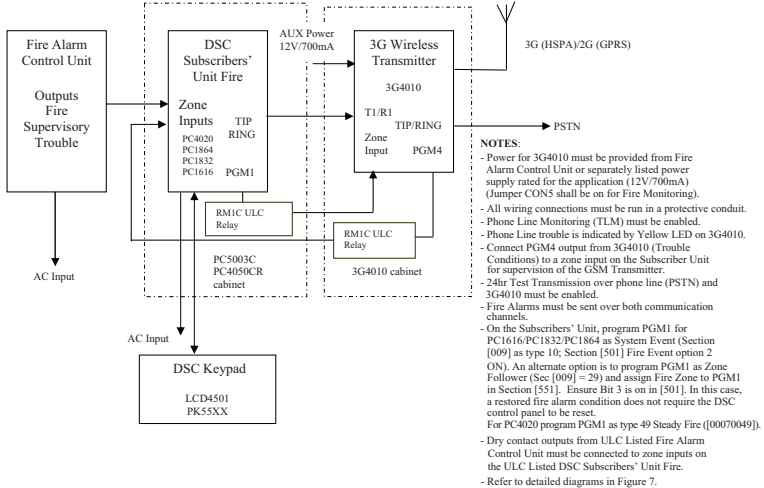 Fire Alarm
Control Unit
Outputs
Fire
Supervisory
Trouble
AC Input
DSC
Subscribers'
Unit Fire
Zone
Inputs
PC4020
PC1864
PC1832
PC1616
TIP
RING
PGM1
RM1C ULC
Relay
PC5003C
PC4050CR
cabinet
AC Input
DSC Keypad
LCD4501
PK55XX
AUX Power
12V/700mA
3G Wireless
Transmitter
3G4010
T1/R1
TIP/RING
Zone
Input
PGM4
RM1C ULC
Relay
3G4010 cabinet
3G (HSPA)/2G (GPRS)
PSTN
NOTES:
- Power for 3G4010 must be provided from Fire
Alarm Control Unit or separately listed power
supply rated for the application (12V/700mA)
(Jumper CON5 shall be on for Fire Monitoring).
- All wiring connections must be run in a protective conduit.
- Phone Line Monitoring (TLM) must be enabled.
- Phone Line trouble is indicated by Yellow LED on 3G4010.
- Connect PGM4 output from 3G4010 (Trouble
Conditions) to a zone input on the Subscriber Unit
for supervision of the GSM Transmitter.
- 24hr Test Transmission over phone line (PSTN) and
3G4010 must be enabled.
- Fire Alarms must be sent over both communication
channels.
- On the Subscribers' Unit, program PGM1 for
PC1616/PC1832/PC1864 as System Event (Section
[009] as type 10; Section [501] Fire Event option 2
ON). An alternate option is to program PGM1 as Zone
Follower (Sec [009] = 29) and assign Fire Zone to PGM1
in Section [551]. Ensure Bit 3 is on in [501]. In this case,
a restored fire alarm condition does not require the DSC
control panel to be reset.
For PC4020 program PGM1 as type 49 Steady Fire ([00070049]).
- Dry contact outputs from ULC Listed Fire Alarm
Control Unit must be connected to zone inputs on
the ULC Listed DSC Subscribers' Unit Fire.
- Refer to detailed diagrams in Figure 7.